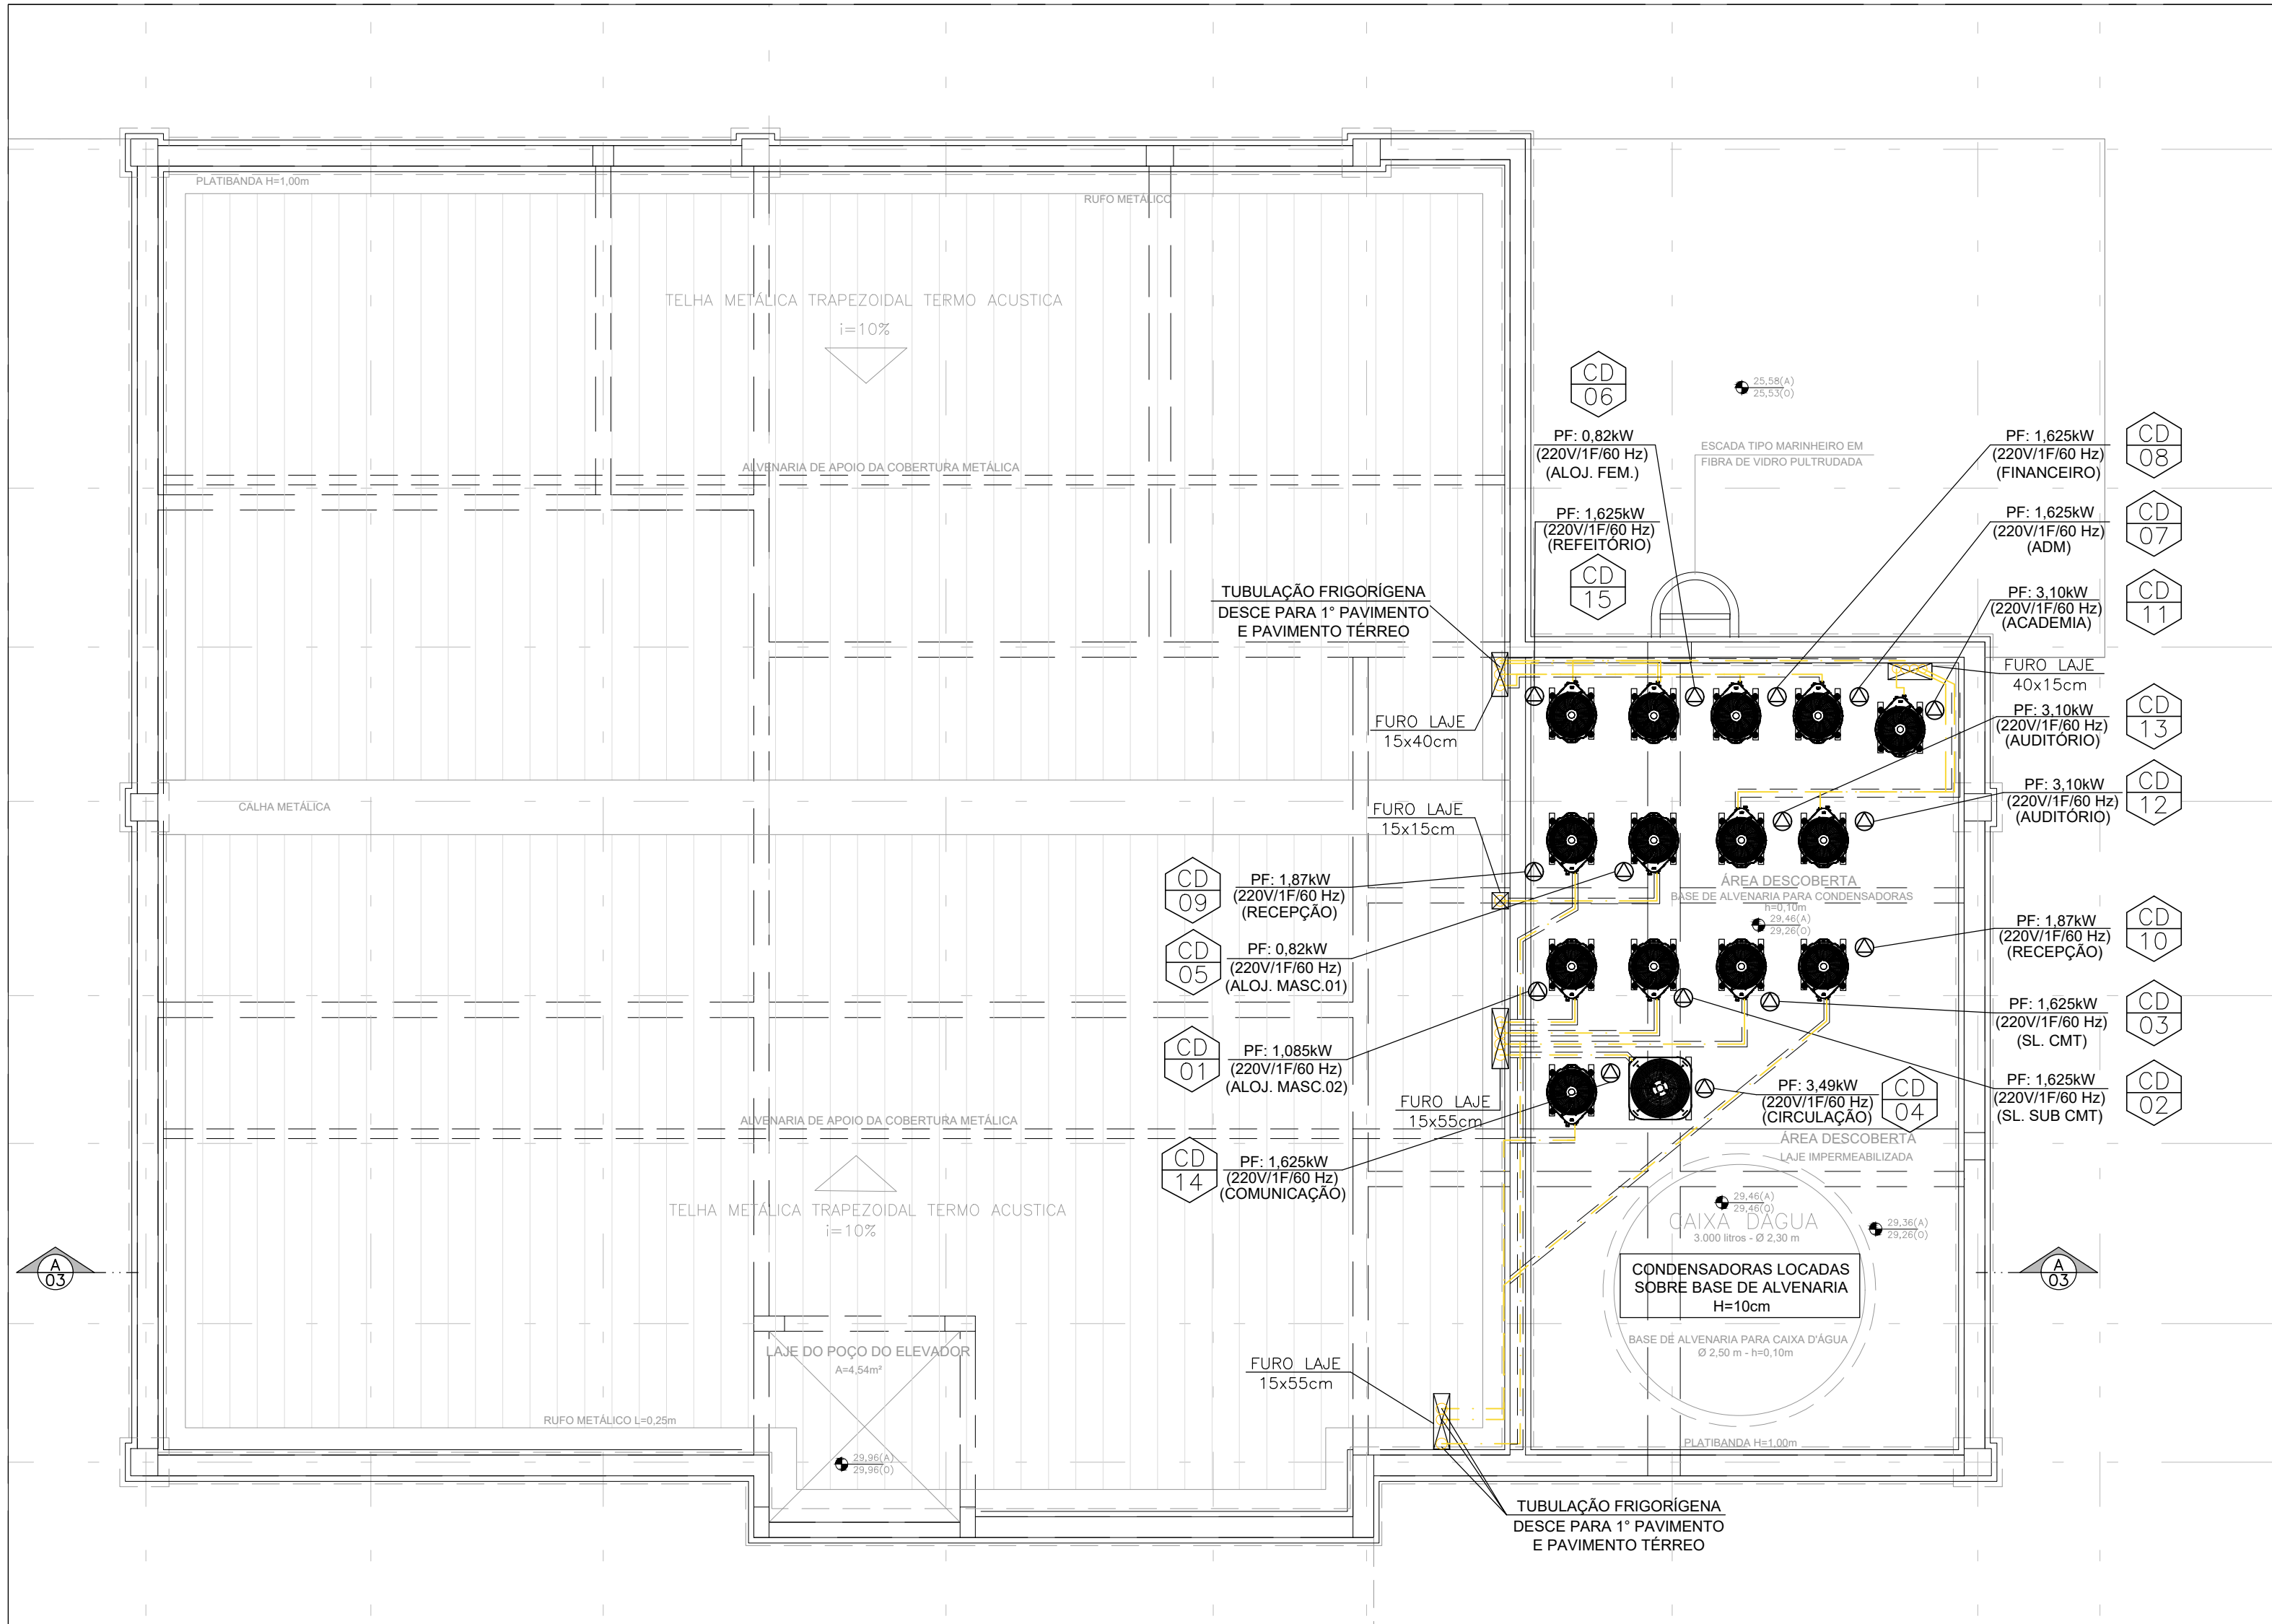 PLATIBANDA H=1,00m
RUFO METÁLICO
TELHA METÁLICA TRAPEZOIDAL TERMO ACUSTICA
i=10%
ALVENARIA DE APOIO DA COBERTURA METÁLICA
CALHA METÁLICA
CD
06
PF: 0,82kW
(220V/1F/60 Hz)
(ALOJ. FEM.)
25,58(A)
25,53(O)
ESCADA TIPO MARINHEIRO EM
FIBRA DE VIDRO PULTRUDADA
PF: 1,625kW
(220V/1F/60 Hz)
(FINANCEIRO)
CD
08
PF: 1,625kW
(220V/1F/60 Hz)
(REFEITÓRIO)
CD
15
PF: 1,625kW
(220V/1F/60 Hz)
(ADM)
CD
07
TUBULAÇÃO FRIGORÍGENA
DESCE PARA 1° PAVIMENTO
E PAVIMENTO TÉRREO
PF: 3,10kW
(220V/1F/60 Hz)
(ACADEMIA)
CD
11
FURO LAJE
40x15cm
FURO LAJE
15x40cm
PF: 3,10kW
(220V/1F/60 Hz)
(AUDITÓRIO)
CD
13
PF: 3,10kW
(220V/1F/60 Hz)
(AUDITÓRIO)
CD
12
FURO LAJE
15x15cm
CD
09
PF: 1,87kW
(220V/1F/60 Hz)
(RECEPÇÃO)
ÁREA DESCOBERTA
BASE DE ALVENARIA PARA CONDENSADORAS
h=0,10m
29,46(A)
29,26(O)
CD
05
PF: 0,82kW
(220V/1F/60 Hz)
(ALOJ. MASC.01)
PF: 1,87kW
(220V/1F/60 Hz)
(RECEPÇÃO)
CD
10
PF: 1,625kW
(220V/1F/60 Hz)
(SL. CMT)
CD
03
CD
01
PF: 1,085kW
(220V/1F/60 Hz)
(ALOJ. MASC.02)
PF: 3,49kW
(220V/1F/60 Hz)
(CIRCULAÇÃO)
CD
04
PF: 1,625kW
(220V/1F/60 Hz)
(SL. SUB CMT)
CD
02
FURO LAJE
15x55cm
ALVENARIA DE APOIO DA COBERTURA METÁLICA
CD
14
PF: 1,625kW
(220V/1F/60 Hz)
(COMUNICAÇÃO)
ÁREA DESCOBERTA
LAJE IMPERMEABILIZADA
TELHA METÁLICA TRAPEZOIDAL TERMO ACUSTICA
i=10%
29,46(A)
29,46(O)
CAIXA DÁGUA
3.000 litros - Ø 2,30 m
29,36(A)
29,26(O)
A
03
CONDENSADORAS LOCADAS
SOBRE BASE DE ALVENARIA
H=10cm
A
03
BASE DE ALVENARIA PARA CAIXA D'ÁGUA
Ø 2,50 m - h=0,10m
LAJE DO POÇO DO ELEVADOR
A=4,54m²
FURO LAJE
15x55cm
RUFO METÁLICO L=0,25m
PLATIBANDA H=1,00m
29,96(A)
29,96(O)
TUBULAÇÃO FRIGORÍGENA
DESCE PARA 1° PAVIMENTO
E PAVIMENTO TÉRREO